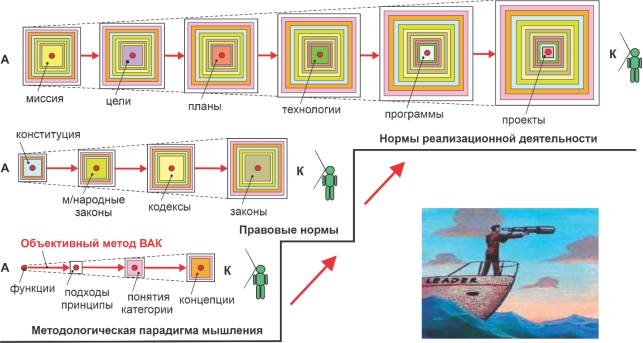 А
К
миссия
цели
планы
технологии
программы
проекты
Нормы реализационной деятельности
конституция
А
К
м/народные
законы
кодексы
законы
Правовые нормы
Объективный метод ВАК
А
К
функции
подходы
принципы
понятия
категории
концепции
Методологическая парадигма мышления
LEADER